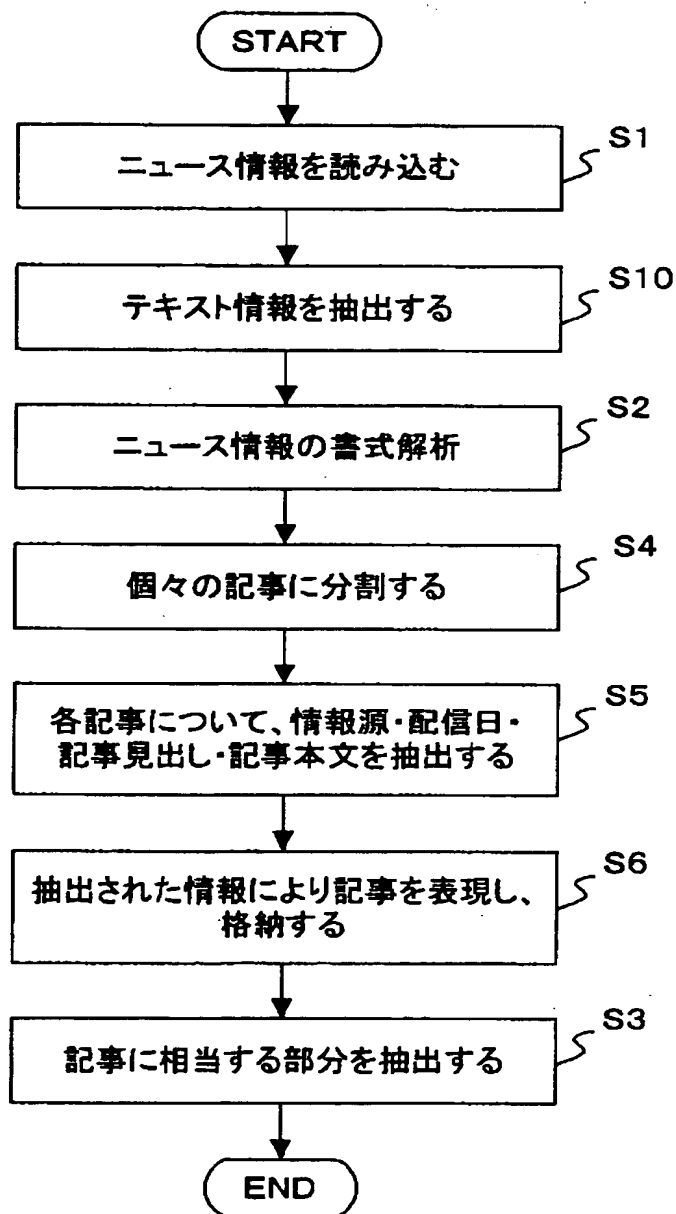 START
ニュース情報を読み込む
S1
テキスト情報を抽出する
S10
ニュース情報の書式解析
S2
個々の記事に分割する
S4
各記事について、情報源・配信日・
記事見出し・記事本文を抽出する
S5
抽出された情報により記事を表現し、
格納する
S6
記事に相当する部分を抽出する
S3
END